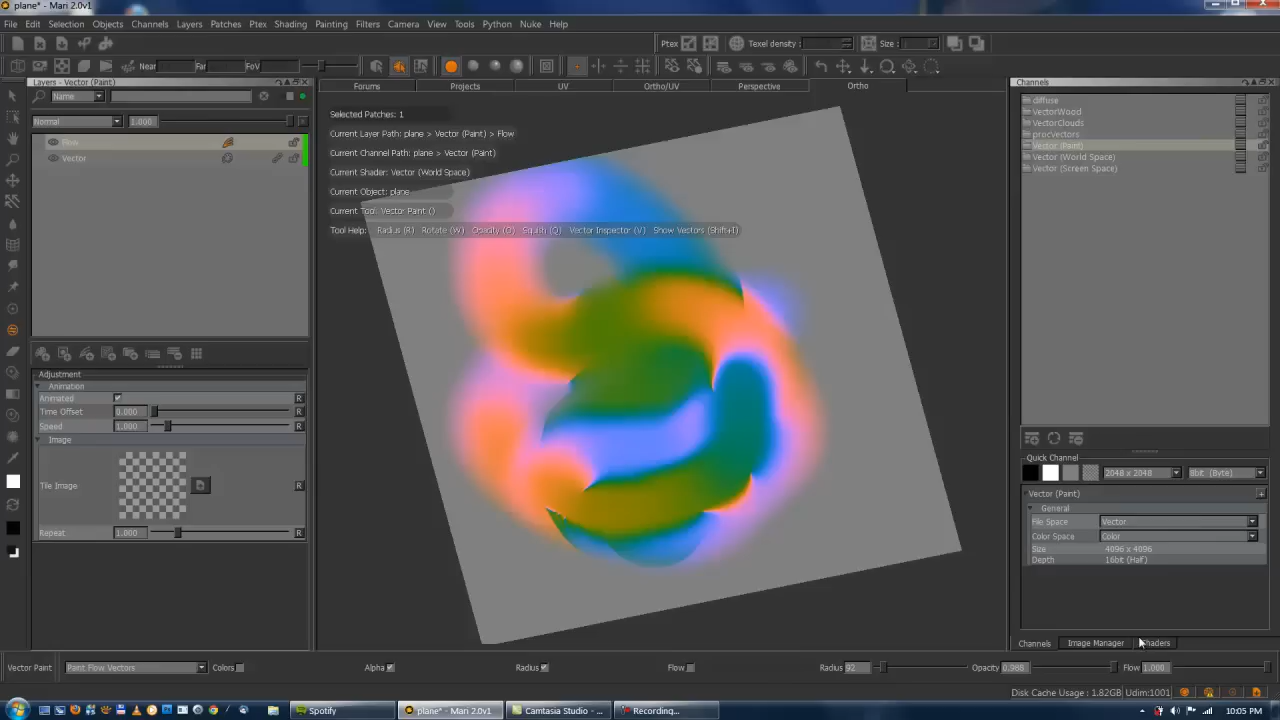 plane* - Mari 2.0v1
File Edit Selection Objects Channels Layers Patches Ptex Shading Painting Filters Camera View Tools Python Nuke Help
Ptex Texel density: Size :
Near Far FoV
Layers - Vector (Paint)
Name
Normal 1.000
Flow
Vector
Forums Projects UV Ortho/UV Perspective Ortho
Selected Patches: 1
Current Layer Path: plane > Vector (Paint) > Flow
Current Channel Path: plane > Vector (Paint)
Current Shader: Vector (World Space)
Current Object: plane
Current Tool: Vector Paint ()
Tool Help: Radius (R) Rotate (W) Opacity (O) Squish (Q) Vector Inspector (V) Show Vectors (Shift+I)
Channels
diffuse
VectorWood
VectorClouds
procVectors
Vector (Paint)
Vector (World Space)
Vector (Screen Space)
Adjustment
Animation
Animated R
Time Offset 0.000 R
Speed 1.000 R
Image
Tile Image R
Repeat 1.000 R
Quick Channel
2048 x 2048 8bit (Byte)
Vector (Paint)
General
File Space Vector
Color Space Color
Size 4096 x 4096
Depth 16bit (Half)
Channels Image Manager Shaders
Vector Paint Paint Flow Vectors Colors Alpha Radius Flow Radius 92 Opacity 0.988 Flow 1.000
Disk Cache Usage : 1.82GB Udim:1001
Spotify plane* - Mari 2.0v1 Camtasia Studio - ... Recording... 10:05 PM